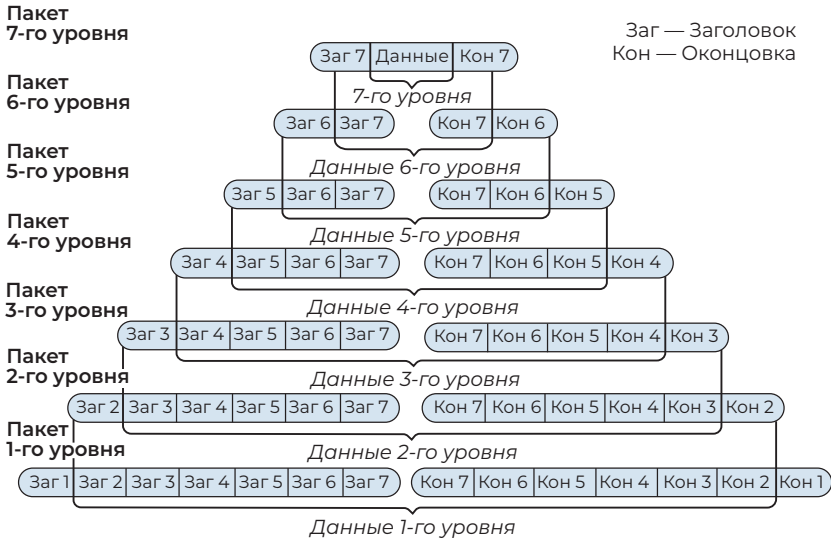 Пакет
7-го уровня
Заг — Заголовок
Кон — Оконцовка
Заг 7 Данные Кон 7
7-го уровня
Пакет
6-го уровня
Заг 6 Заг 7 Кон 7 Кон 6
Данные 6-го уровня
Пакет
5-го уровня
Заг 5 Заг 6 Заг 7 Кон 7 Кон 6 Кон 5
Данные 5-го уровня
Пакет
4-го уровня
Заг 4 Заг 5 Заг 6 Заг 7 Кон 7 Кон 6 Кон 5 Кон 4
Данные 4-го уровня
Пакет
3-го уровня
Заг 3 Заг 4 Заг 5 Заг 6 Заг 7 Кон 7 Кон 6 Кон 5 Кон 4 Кон 3
Данные 3-го уровня
Пакет
2-го уровня
Заг 2 Заг 3 Заг 4 Заг 5 Заг 6 Заг 7 Кон 7 Кон 6 Кон 5 Кон 4 Кон 3 Кон 2
Данные 2-го уровня
Пакет
1-го уровня
Заг 1 Заг 2 Заг 3 Заг 4 Заг 5 Заг 6 Заг 7 Кон 7 Кон 6 Кон 5 Кон 4 Кон 3 Кон 2 Кон 1
Данные 1-го уровня